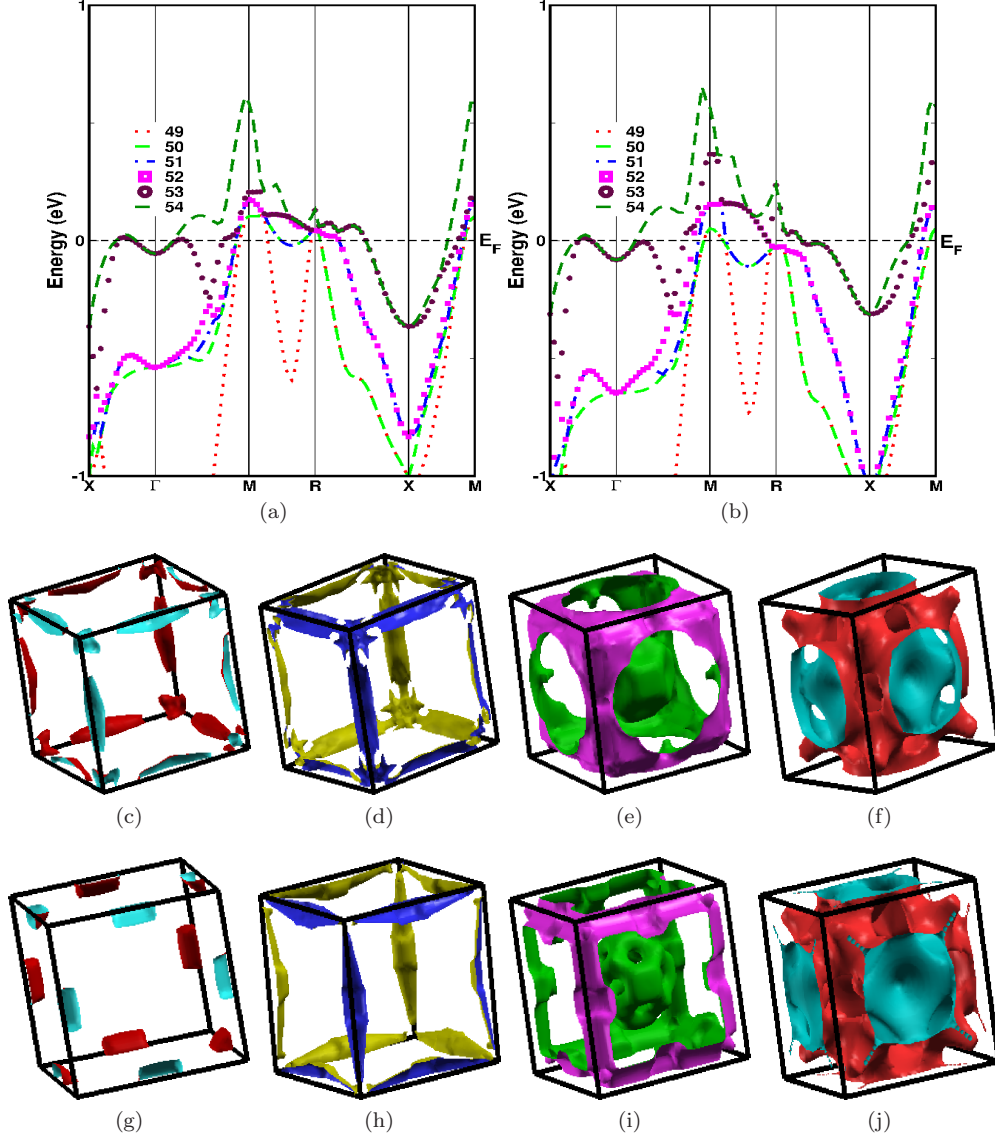 1
0
-1
Energy (eV)
49
50
51
52
53
54
E_F
X Γ M R X M
(a)
1
0
-1
Energy (eV)
49
50
51
52
53
54
E_F
X Γ M R X M
(b)
(c) (d) (e) (f)
(g) (h) (i) (j)